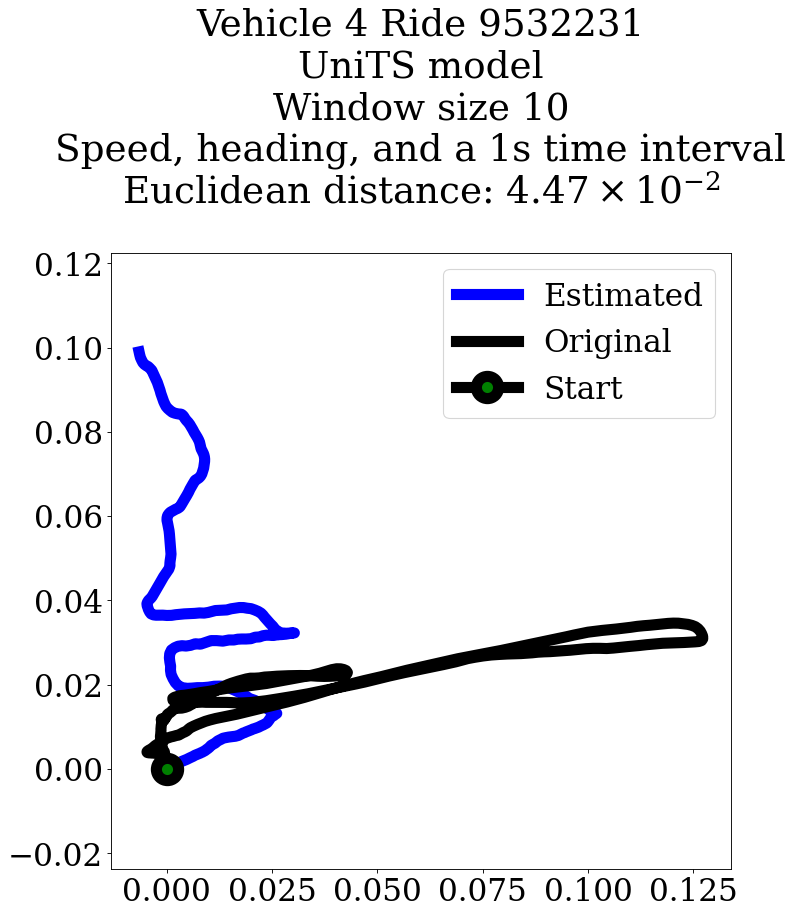 Vehicle 4 Ride 9532231
UniTS model
Window size 10
Speed, heading, and a 1s time interval
Euclidean distance: 4.47 × 10⁻²
0.12
0.10
0.08
0.06
0.04
0.02
0.00
−0.02
Estimated
Original
Start
0.000 0.025 0.050 0.075 0.100 0.125